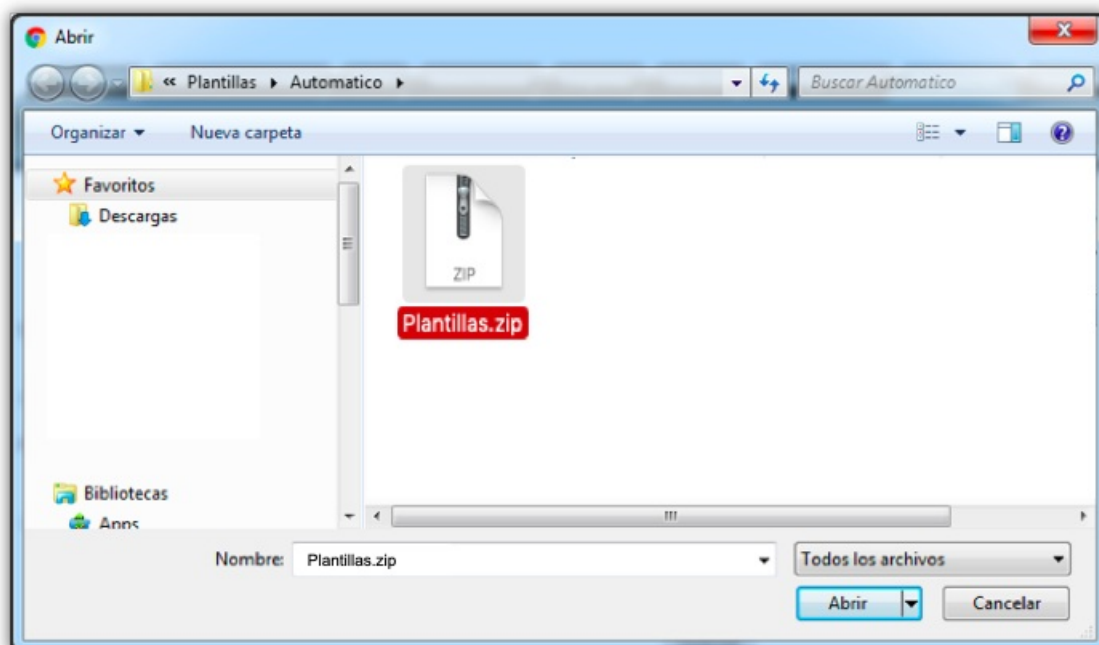 Abrir
« Plantillas Automatico
Buscar Automatico
Organizar Nueva carpeta
Favoritos
Descargas
ZIP
Plantillas.zip
Bibliotecas
Apps
Nombre: Plantillas.zip
Todos los archivos
Abrir Cancelar